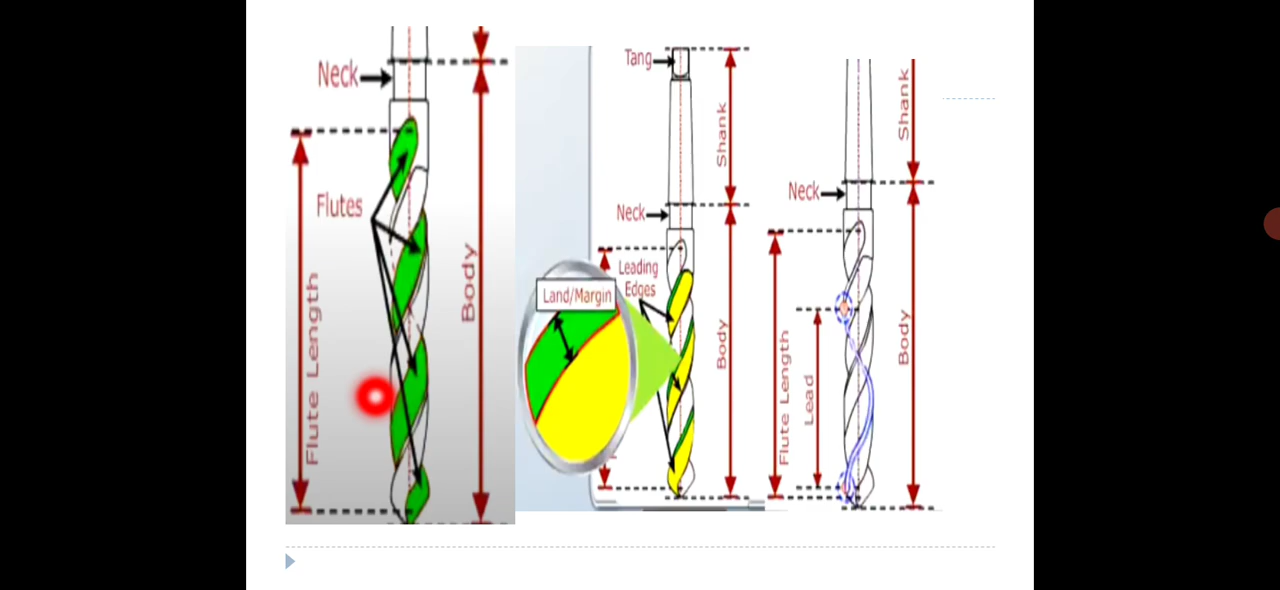 Neck
Flutes
Flute Length
Body
Tang
Shank
Neck
Leading
Edges
Land/Margin
Body
Shank
Neck
Flute Length
Lead
Body